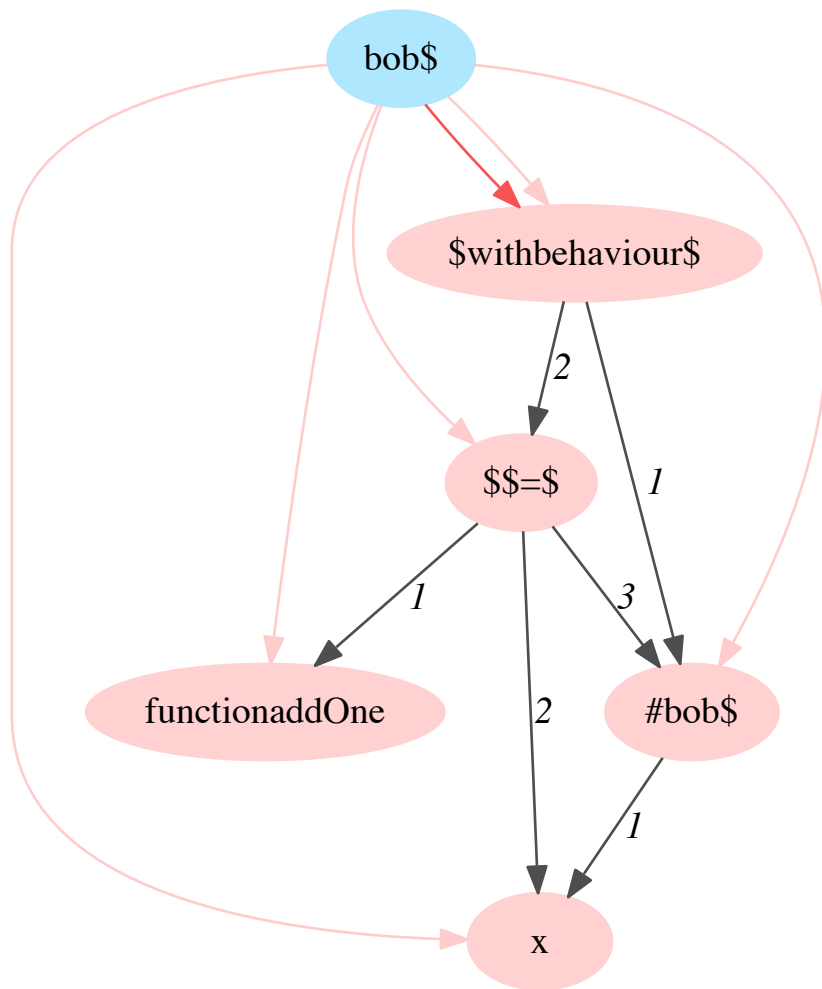 bob$
$withbehaviour$
2
1
$$=$
1
3
2
functionaddOne
#bob$
1
x